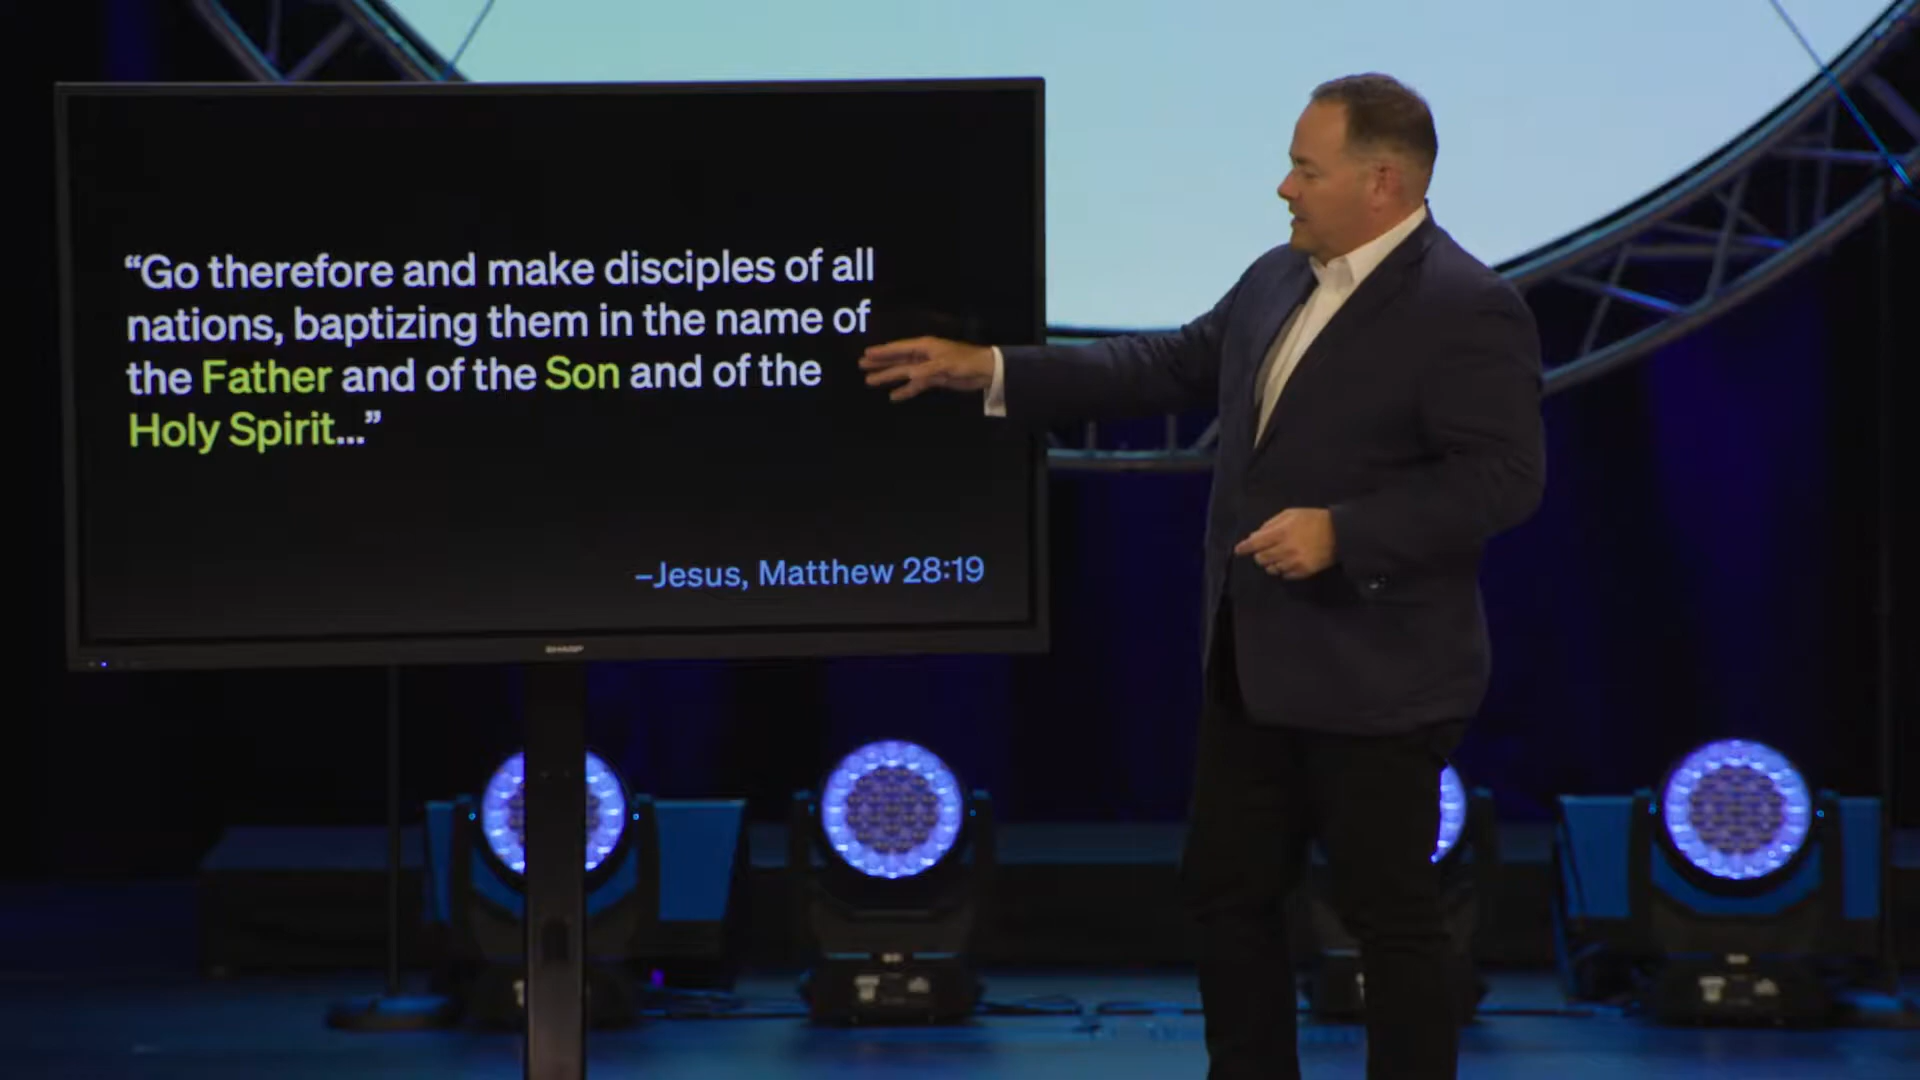 “Go therefore and make disciples of all
nations, baptizing them in the name of
the Father and of the Son and of the
Holy Spirit...”
–Jesus, Matthew 28:19
SHARP